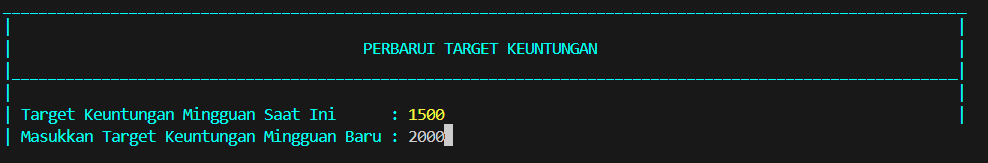 PERBARUI TARGET KEUNTUNGAN
Target Keuntungan Mingguan Saat Ini : 1500
Masukkan Target Keuntungan Mingguan Baru : 2000